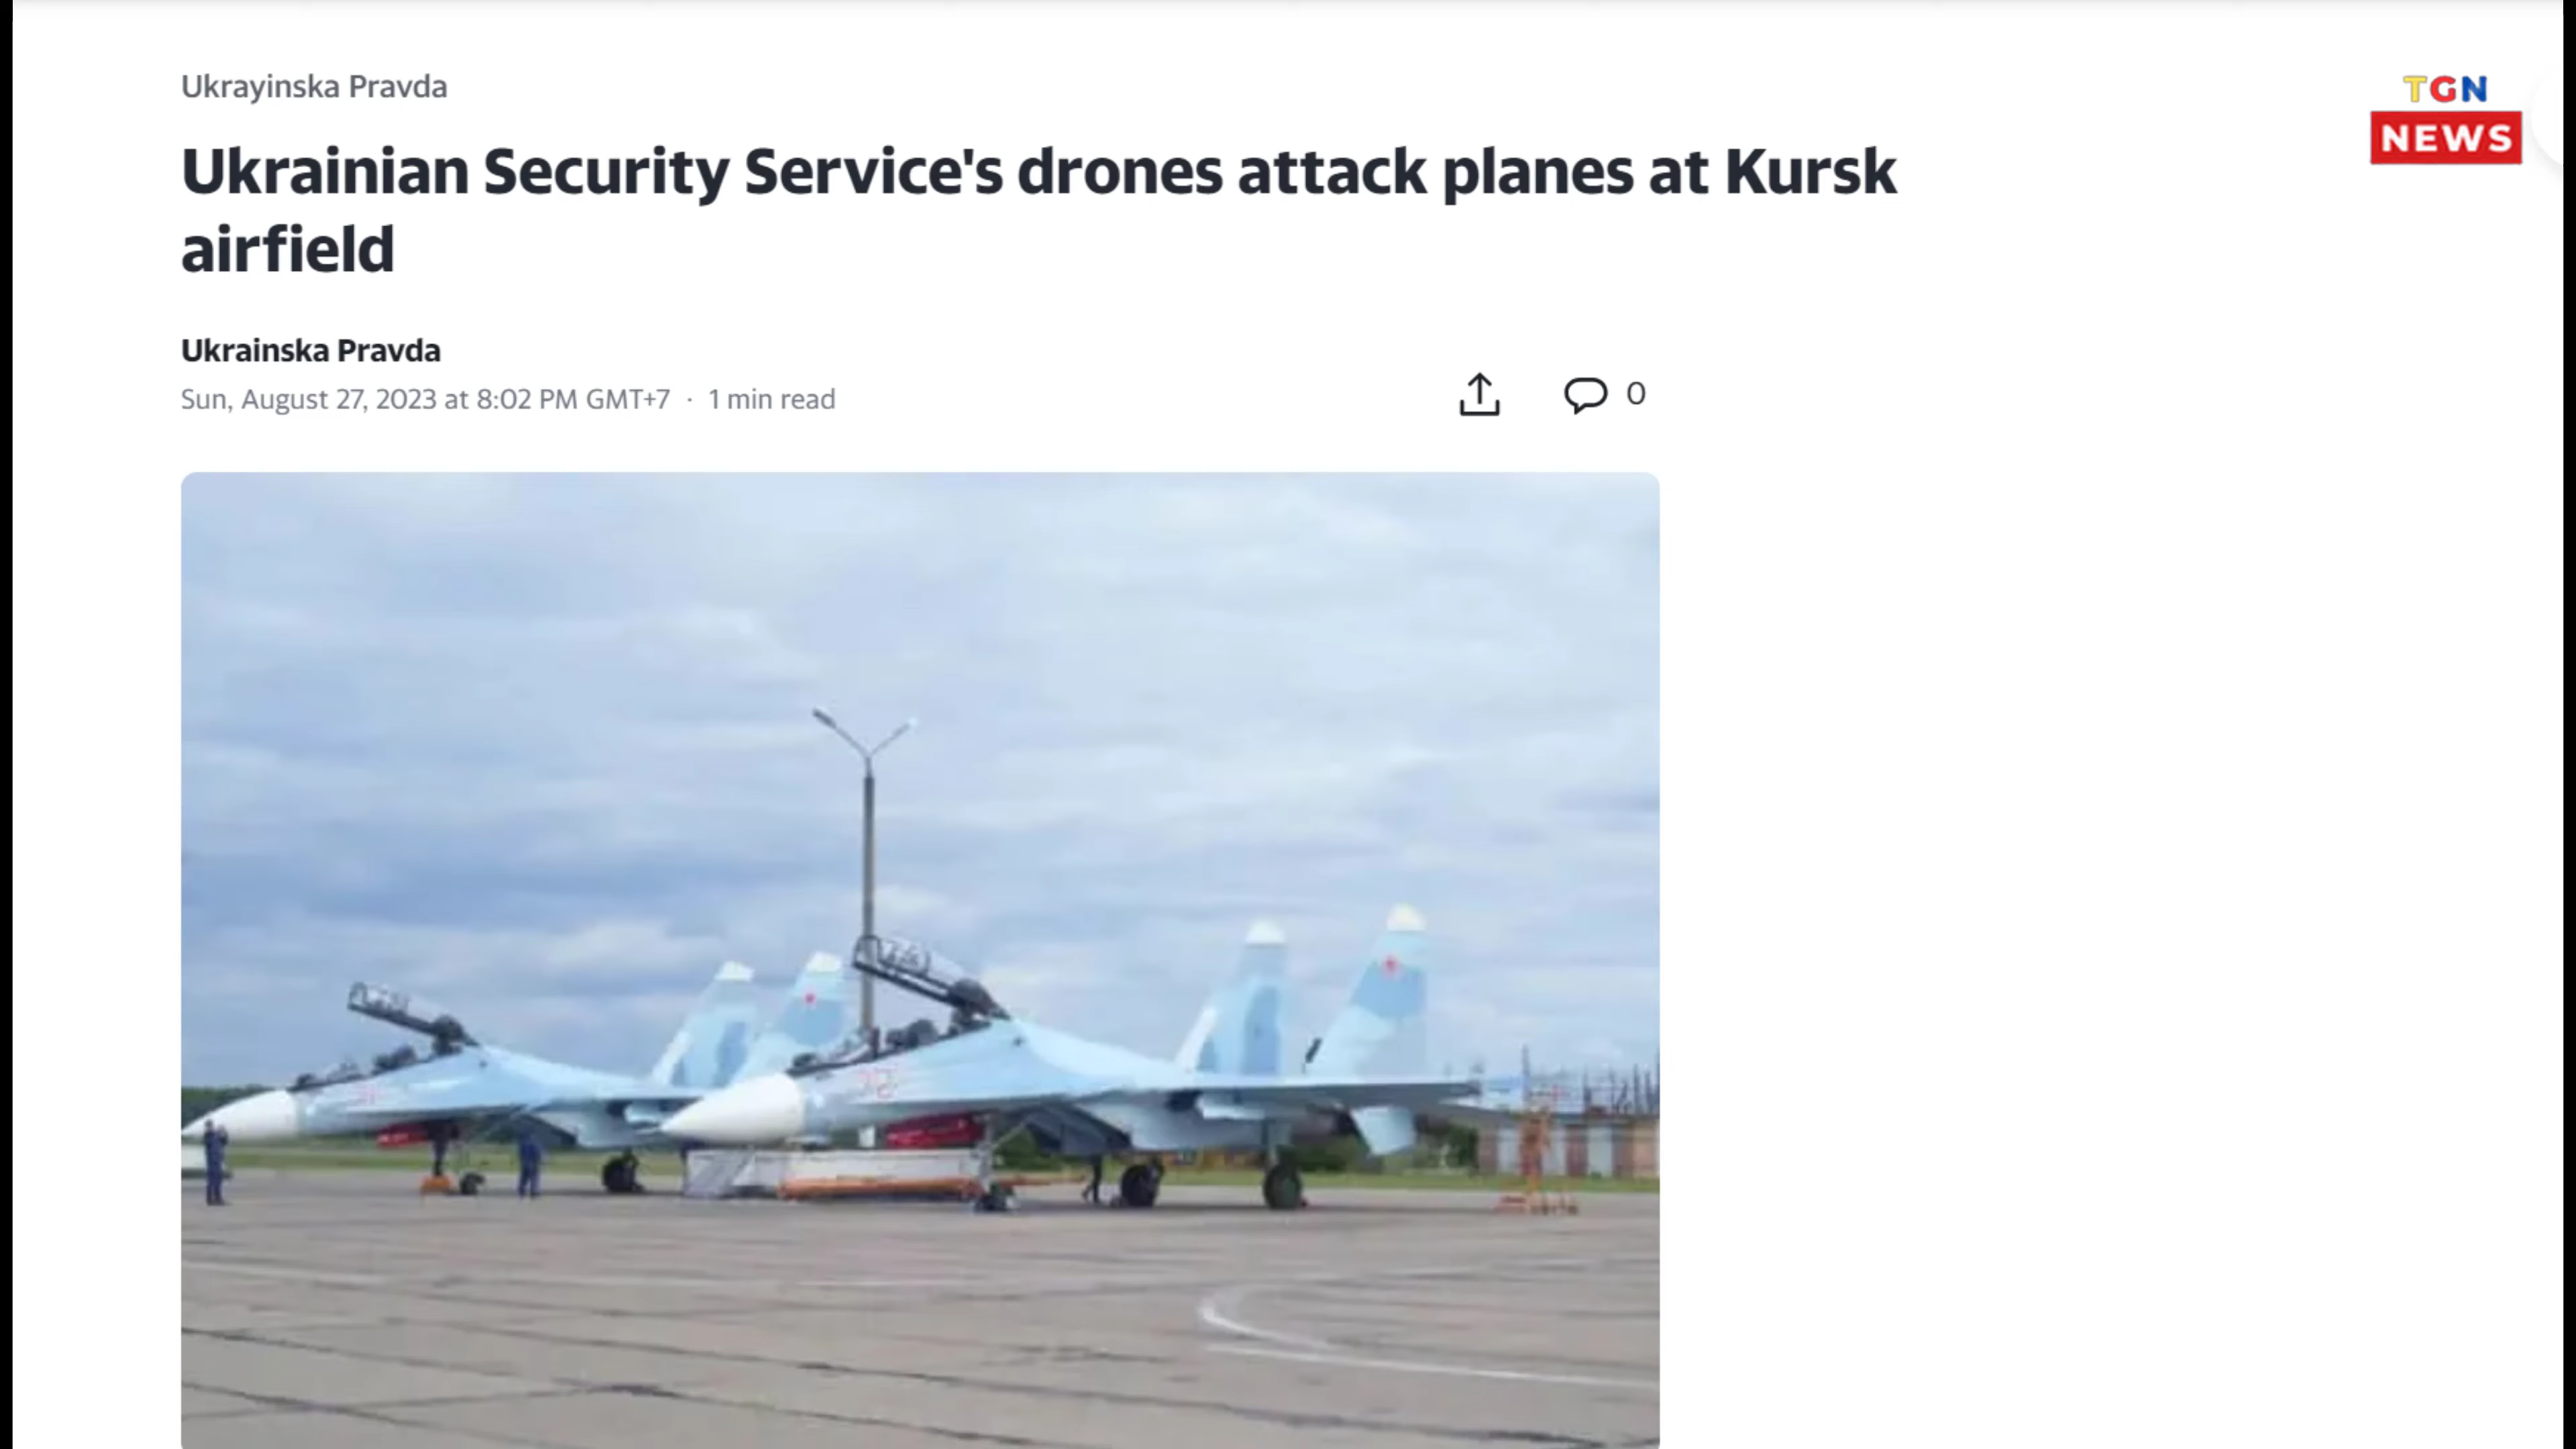 Ukrayinska Pravda
TGN
NEWS
Ukrainian Security Service's drones attack planes at Kursk
airfield
Ukrainska Pravda
Sun, August 27, 2023 at 8:02 PM GMT+7 · 1 min read
0